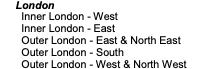 London
Inner London - West
Inner London - East
Outer London - East & North East
Outer London - South
Outer London - West & North West